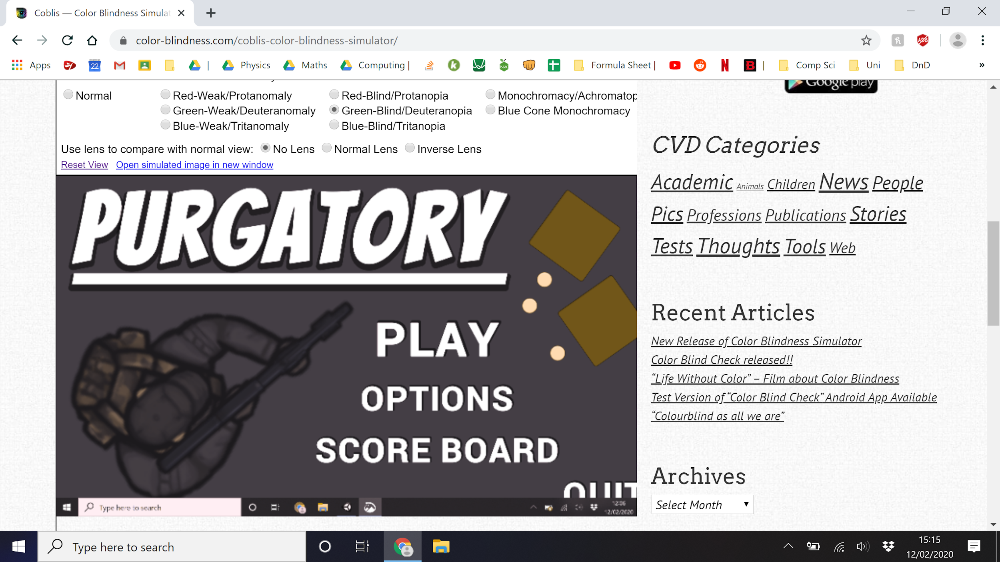 Coblis — Color Blindness Simulat
color-blindness.com/coblis-color-blindness-simulator/
Apps 22 | Physics Maths Computing | isaac Formula Sheet | | Comp Sci Uni DnD »
Google play
Normal Red-Weak/Protanomaly Red-Blind/Protanopia Monochromacy/Achromatop
Green-Weak/Deuteranomaly Green-Blind/Deuteranopia Blue Cone Monochromacy
Blue-Weak/Tritanomaly Blue-Blind/Tritanopia
Use lens to compare with normal view: No Lens Normal Lens Inverse Lens
Reset View Open simulated image in new window
PURGATORY
PLAY
OPTIONS
SCORE BOARD
QUIT
Type here to search
12:06
12/02/2020
CVD Categories
Academic Animals Children News People
Pics Professions Publications Stories
Tests Thoughts Tools Web
Recent Articles
New Release of Color Blindness Simulator
Color Blind Check released!!
“Life Without Color” – Film about Color Blindness
Test Version of “Color Blind Check” Android App Available
“Colourblind as all we are”
Archives
Select Month
Type here to search
15:15
12/02/2020